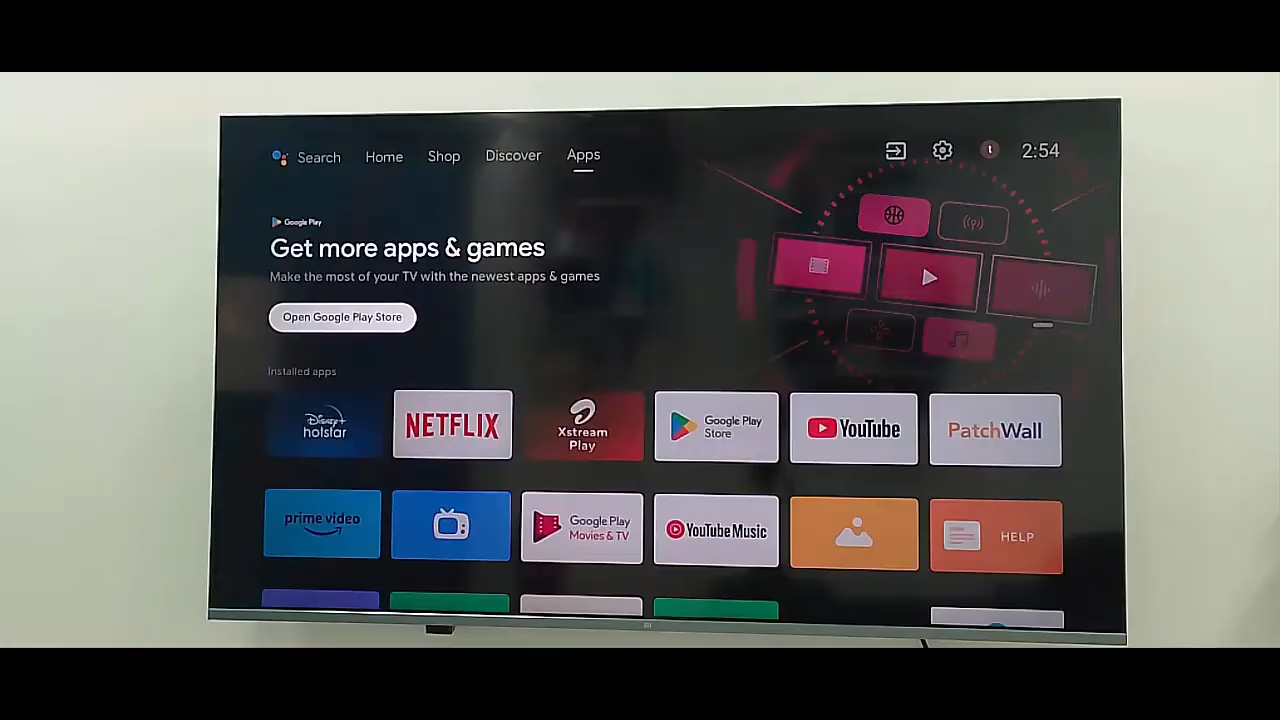 Search Home Shop Discover Apps
t 2:54
Google Play
Get more apps & games
Make the most of your TV with the newest apps & games
Open Google Play Store
Installed apps
Disney+
hotstar
NETFLIX
Xstream
Play
Google Play
Store
YouTube
PatchWall
prime video
Google Play
Movies & TV
YouTube Music
HELP
mi